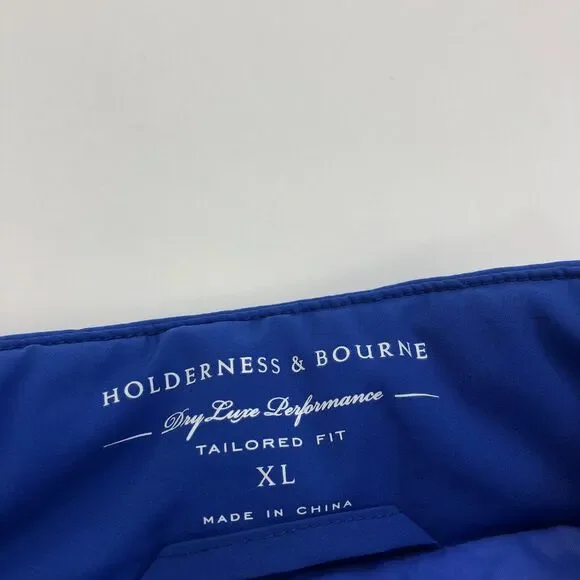 HOLDERNESS & BOURNE
Dry Luxe Performance
TAILORED FIT
XL
MADE IN CHINA